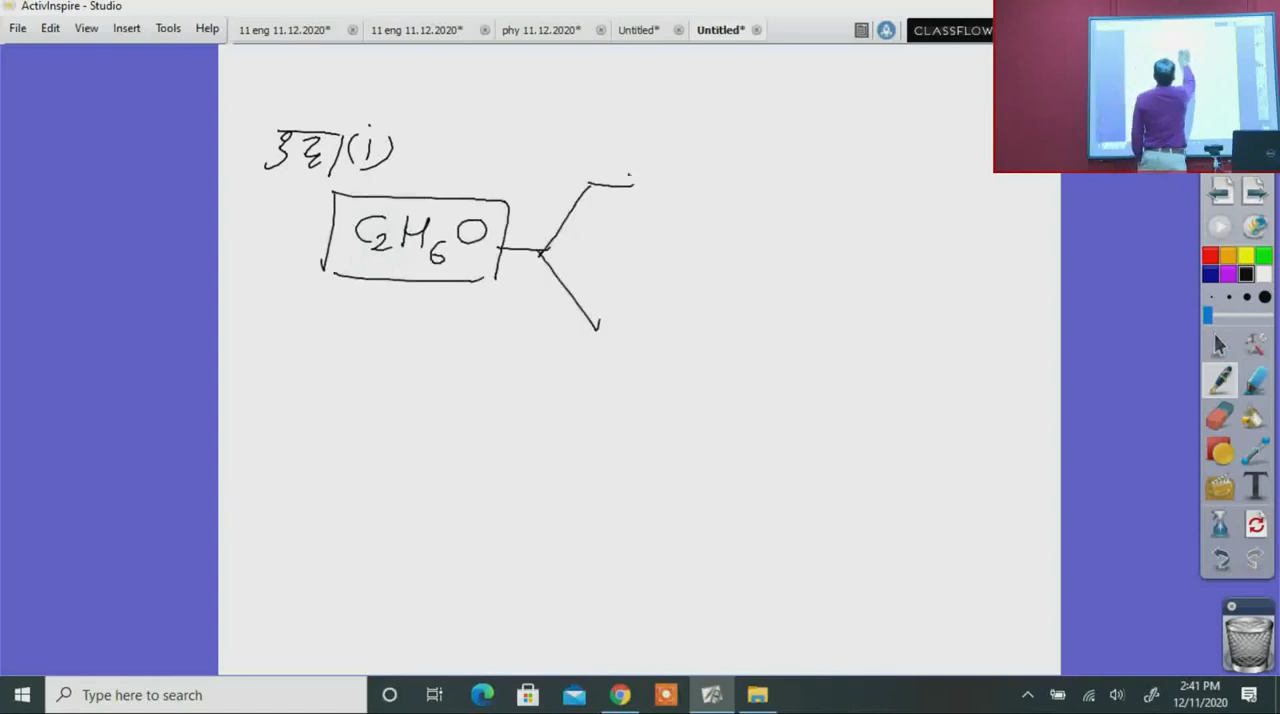 ActivInspire - Studio
File Edit View Insert Tools Help
11 eng 11.12.2020* 11 eng 11.12.2020* phy 11.12.2020* Untitled* Untitled* CLASSFLOW
(i)
C₂H₆O
T
Type here to search
2:41 PM
12/11/2020